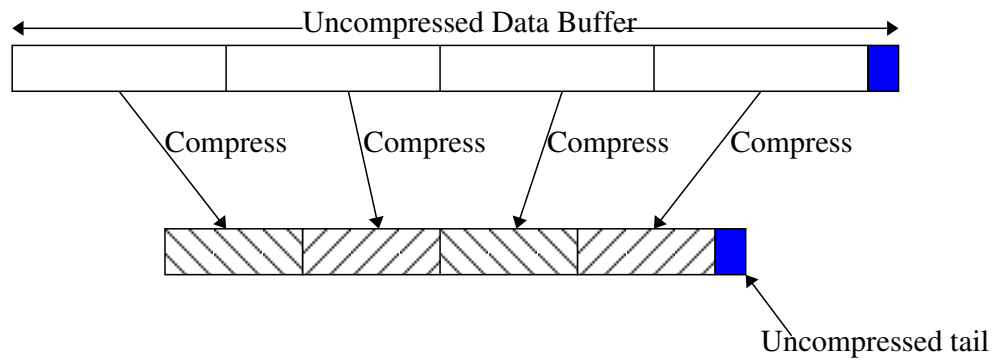 Uncompressed Data Buffer
Compress
Compress
Compress
Compress
Uncompressed tail